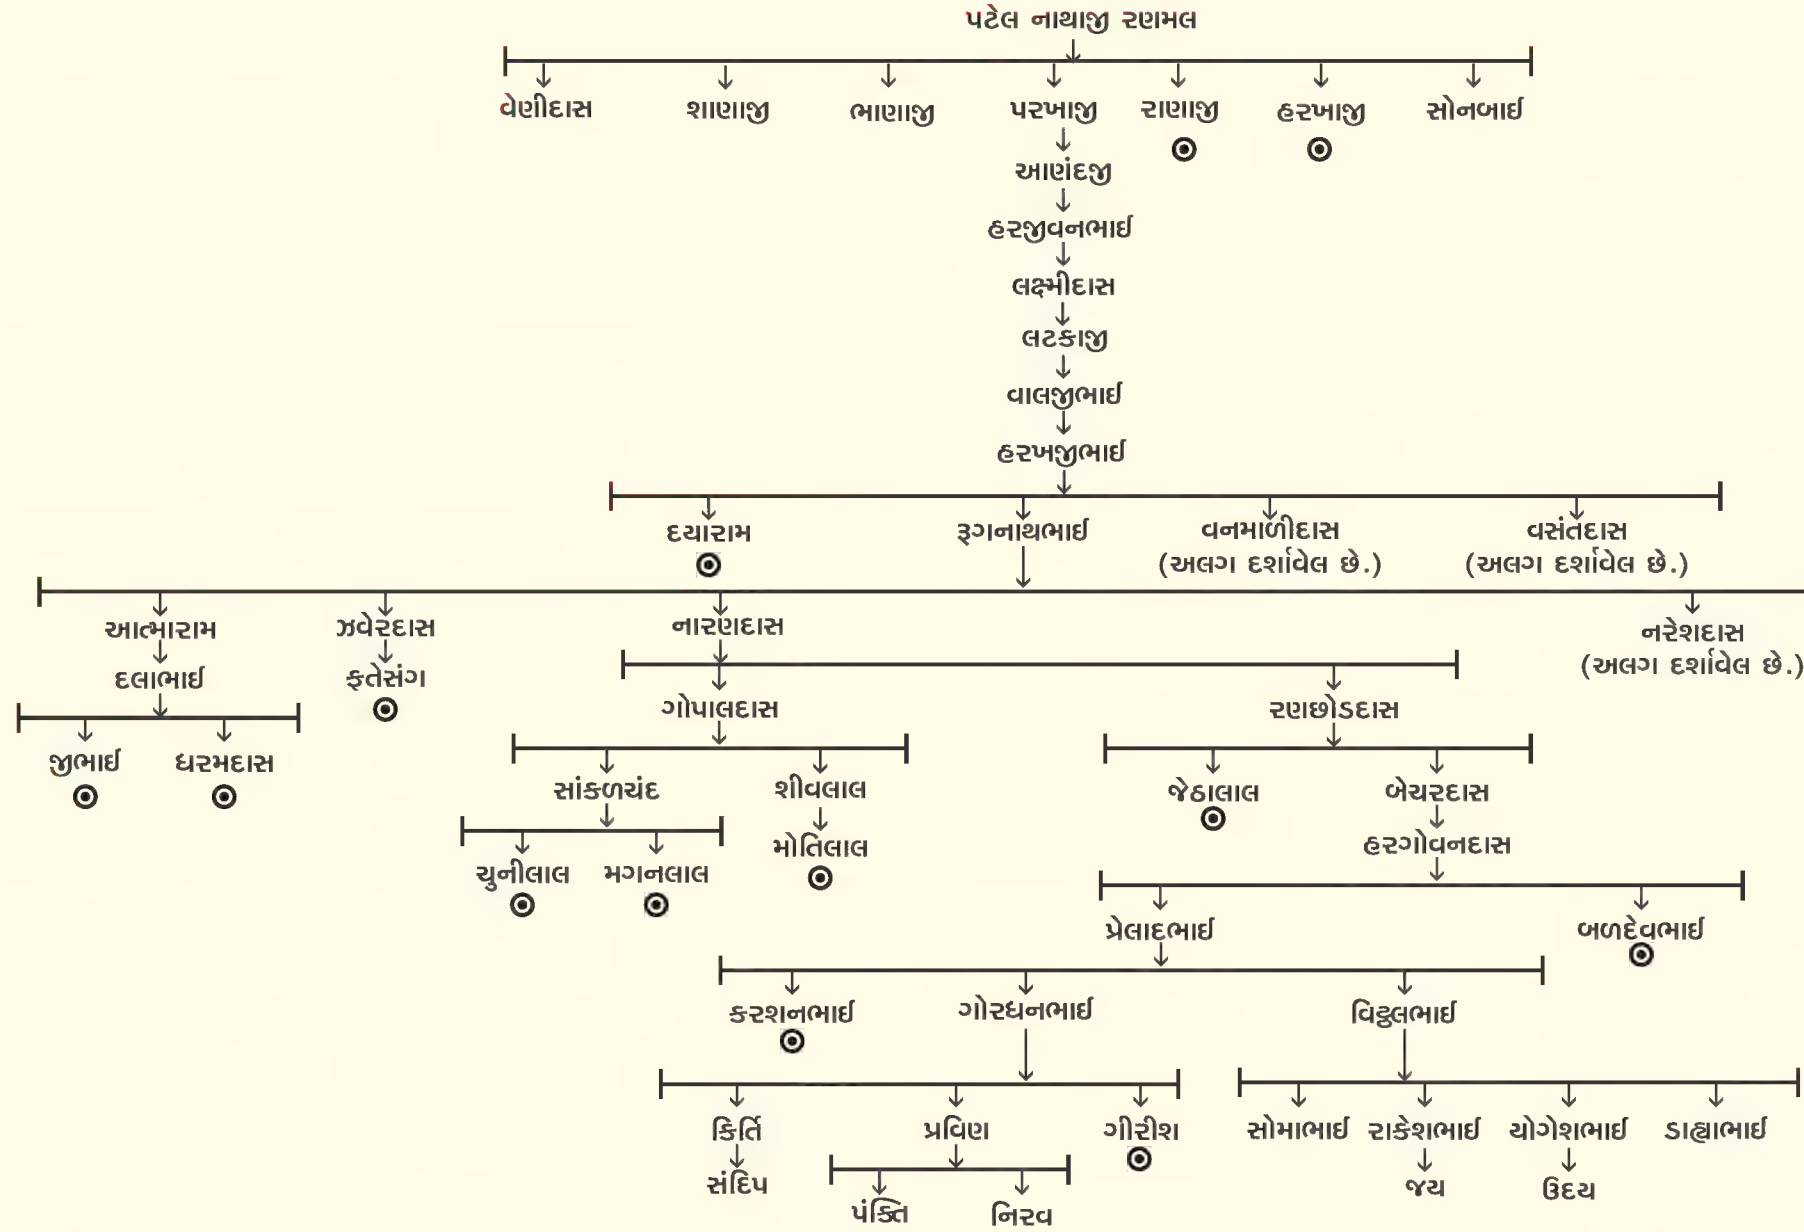 પટેલ નાથાજી રણમલ
વેણીદાસ શાણાજી ભાણાજી પરખાજી રાણાજી હરખાજી સોનબાઈ
આણંદજી
હરજીવનભાઈ
લક્ષ્મીદાસ
લટકાજી
વાલજીભાઈ
હરખજીભાઈ
દયારામ રૂગનાથભાઈ વનમાળીદાસ વસંતદાસ
(અલગ દર્શાવેલ છે.) (અલગ દર્શાવેલ છે.)
આત્મારામ ઝવેરદાસ નારણદાસ નરેશદાસ
(અલગ દર્શાવેલ છે.)
દલાભાઈ ફતેસંગ
ગોપાલદાસ રણછોડદાસ
જીભાઈ ધરમદાસ
સાંકળચંદ શીવલાલ જેઠાલાલ બેચરદાસ
મોતિલાલ હરગોવનદાસ
ચુનીલાલ મગનલાલ
પ્રેલાદભાઈ બળદેવભાઈ
કરશનભાઈ ગોરધનભાઈ વિઠ્ઠલભાઈ
કિર્તિ પ્રવિણ ગીરીશ સોમાભાઈ રાકેશભાઈ યોગેશભાઈ ડાહ્યાભાઈ
સંદિપ જય ઉદય
પંક્તિ નિરવ